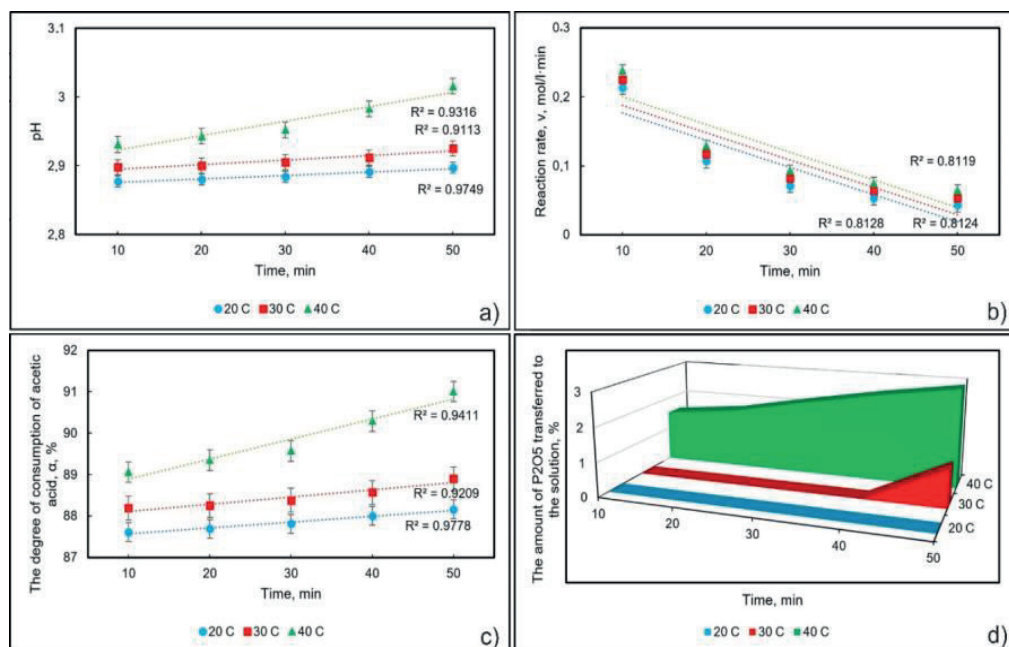 3,1
3
2,9
2,8
pH
R² = 0.9316
R² = 0.9113
R² = 0.9749
10 20 30 40 50
Time, min
20 C 30 C 40 C
a)
0,3
0,2
0,1
0
Reaction rate, v, mol/l·min
R² = 0.8119
R² = 0.8128 R² = 0.8124
10 20 30 40 50
Time, min
20 C 30 C 40 C
b)
92
91
90
89
88
87
The degree of consumption of acetic
acid, α, %
R² = 0.9411
R² = 0.9209
R² = 0.9778
10 20 30 40 50
Time, min
20 C 30 C 40 C
c)
3
2
1
0
The amount of P2O5 transferred to
the solution, %
10
20
30
40
50
40 C
30 C
20 C
Time, min
20 C 30 C 40 C
d)